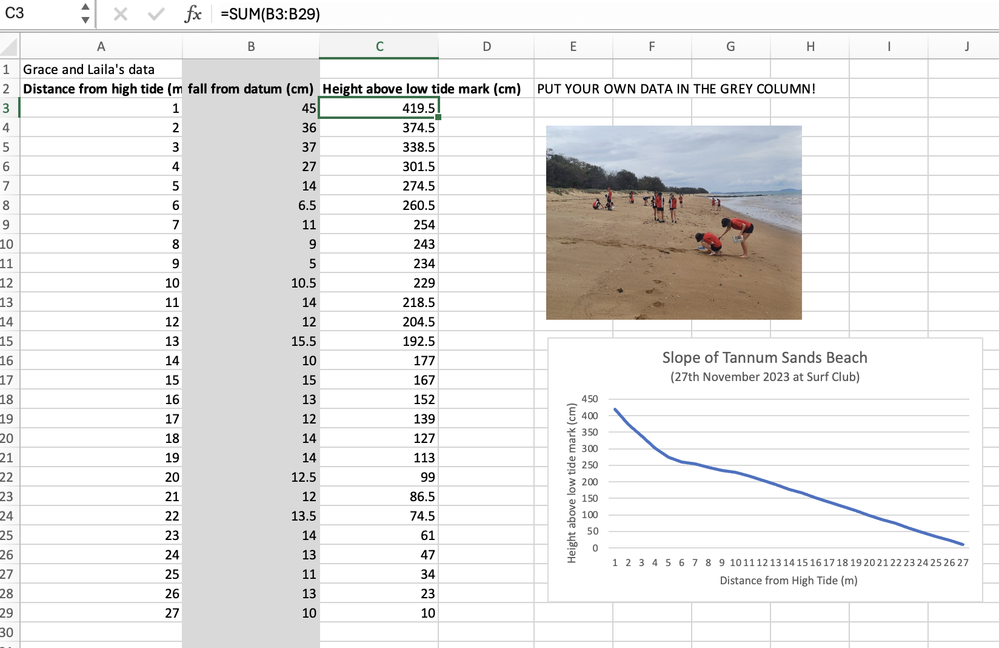 C3 fx =SUM(B3:B29)
A B C D E F G H I J
1 Grace and Laila's data
2 Distance from high tide (m fall from datum (cm) Height above low tide mark (cm) PUT YOUR OWN DATA IN THE GREY COLUMN!
3 1 45 419.5
4 2 36 374.5
5 3 37 338.5
6 4 27 301.5
7 5 14 274.5
8 6 6.5 260.5
9 7 11 254
10 8 9 243
11 9 5 234
12 10 10.5 229
13 11 14 218.5
14 12 12 204.5
15 13 15.5 192.5
16 14 10 177
17 15 15 167
18 16 13 152
19 17 12 139
20 18 14 127
21 19 14 113
22 20 12.5 99
23 21 12 86.5
24 22 13.5 74.5
25 23 14 61
26 24 13 47
27 25 11 34
28 26 13 23
29 27 10 10
30
Slope of Tannum Sands Beach
(27th November 2023 at Surf Club)
Height above low tide mark (cm)
450
400
350
300
250
200
150
100
50
0
1 2 3 4 5 6 7 8 9 10 11 12 13 14 15 16 17 18 19 20 21 22 23 24 25 26 27
Distance from High Tide (m)